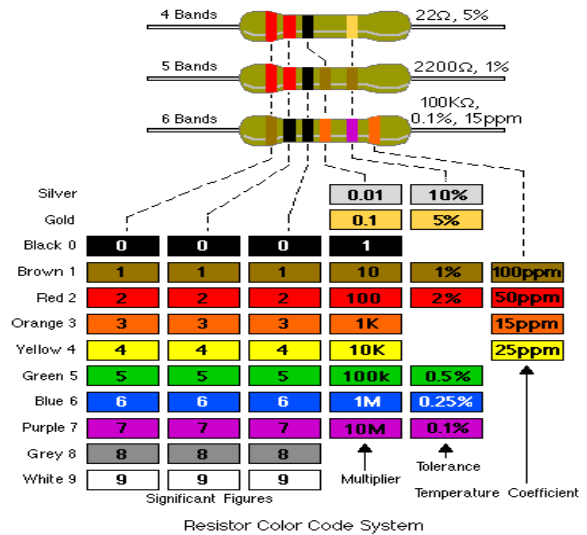 4 Bands 22Ω, 5%
5 Bands 2200Ω, 1%
6 Bands 100KΩ,
0.1%, 15ppm
Silver 0.01 10%
Gold 0.1 5%
Black 0 0 0 0 1
Brown 1 1 1 1 10 1% 100ppm
Red 2 2 2 2 100 2% 50ppm
Orange 3 3 3 3 1K 15ppm
Yellow 4 4 4 4 10K 25ppm
Green 5 5 5 5 100k 0.5%
Blue 6 6 6 6 1M 0.25%
Purple 7 7 7 7 10M 0.1%
Grey 8 8 8 8
White 9 9 9 9
Significant Figures
Multiplier
Tolerance
Temperature Coefficient
Resistor Color Code System